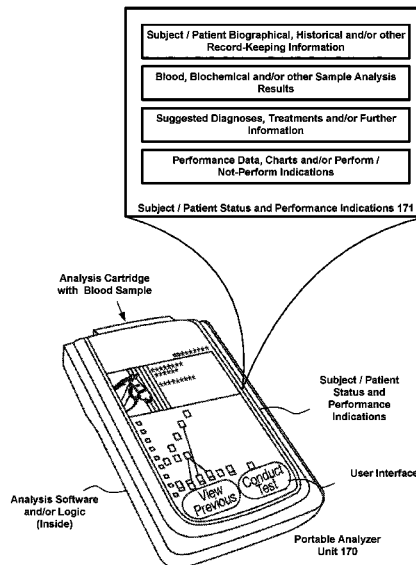 Subject / Patient Biographical, Historical and/or other
Record-Keeping Information
Blood, Biochemical and/or other Sample Analysis
Results
Suggested Diagnoses, Treatments and/or Further
Information
Performance Data, Charts and/or Perform /
Not-Perform Indications
Subject / Patient Status and Performance Indications 171
Analysis Cartridge
with Blood Sample
Subject / Patient
Status and
Performance
Indications
User Interface
View
Previous
Conduct
Test
Analysis Software
and/or Logic
(Inside)
Portable Analyzer
Unit 170